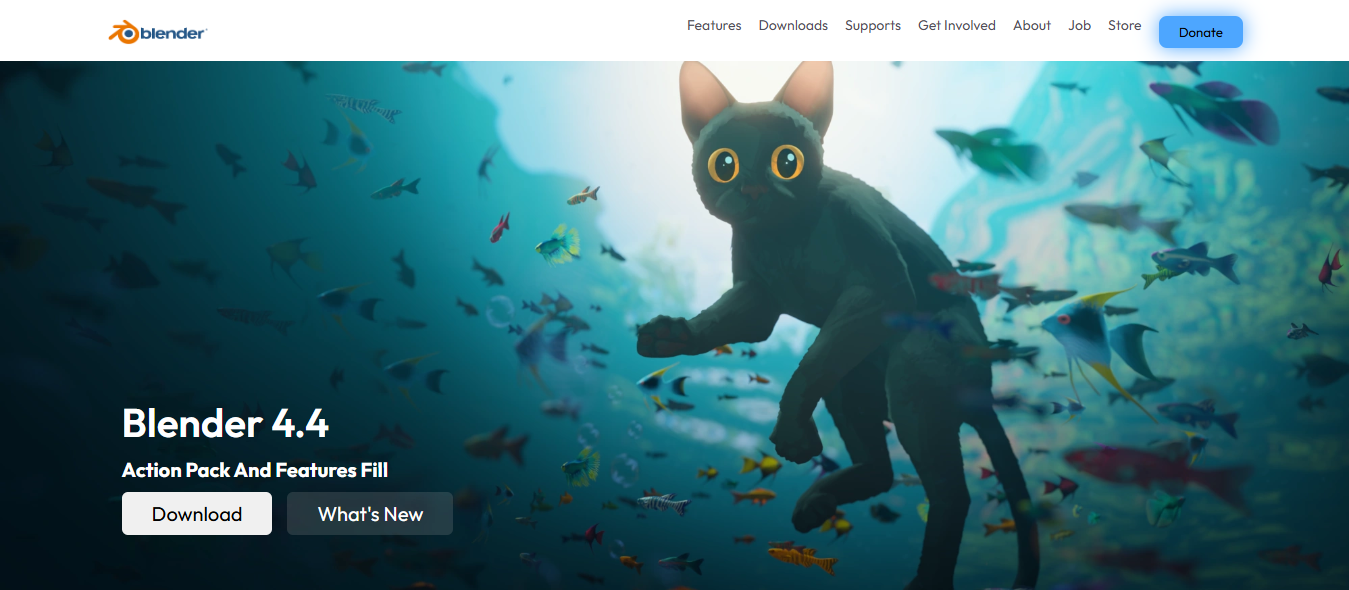 blender
Features Downloads Supports Get Involved About Job Store Donate
Blender 4.4
Action Pack And Features Fill
Download What's New